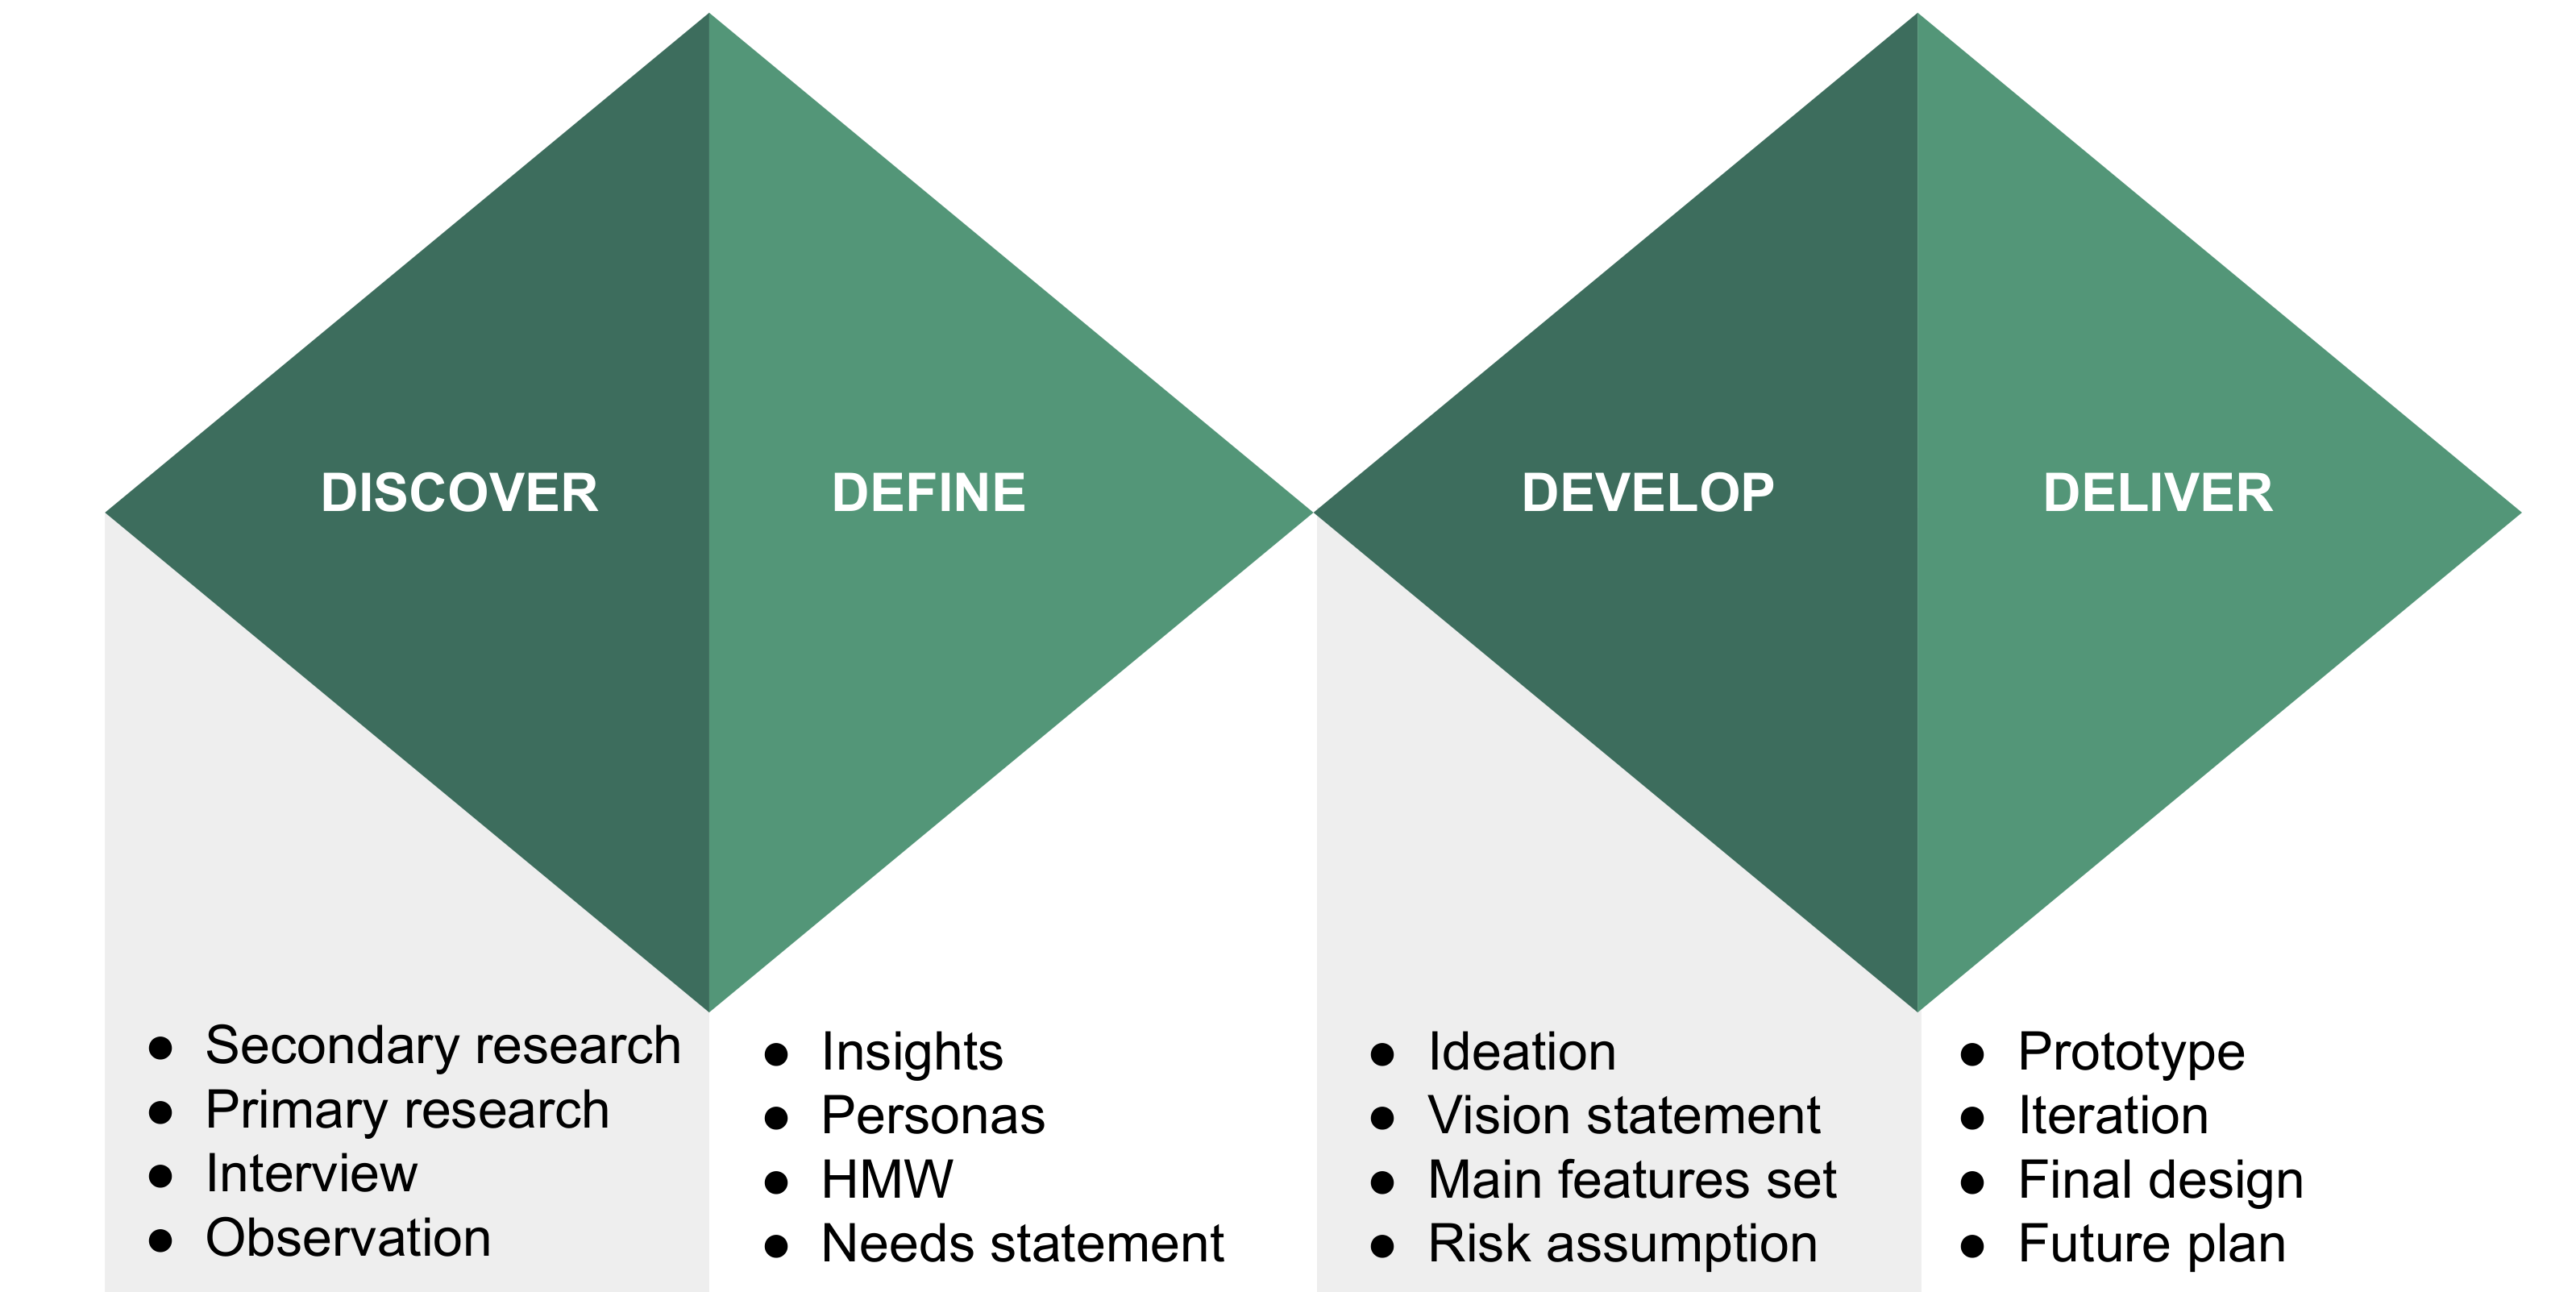 DISCOVER
DEFINE
DEVELOP
DELIVER
● Secondary research
● Primary research
● Interview
● Observation
● Insights
● Personas
● HMW
● Needs statement
● Ideation
● Vision statement
● Main features set
● Risk assumption
● Prototype
● Iteration
● Final design
● Future plan